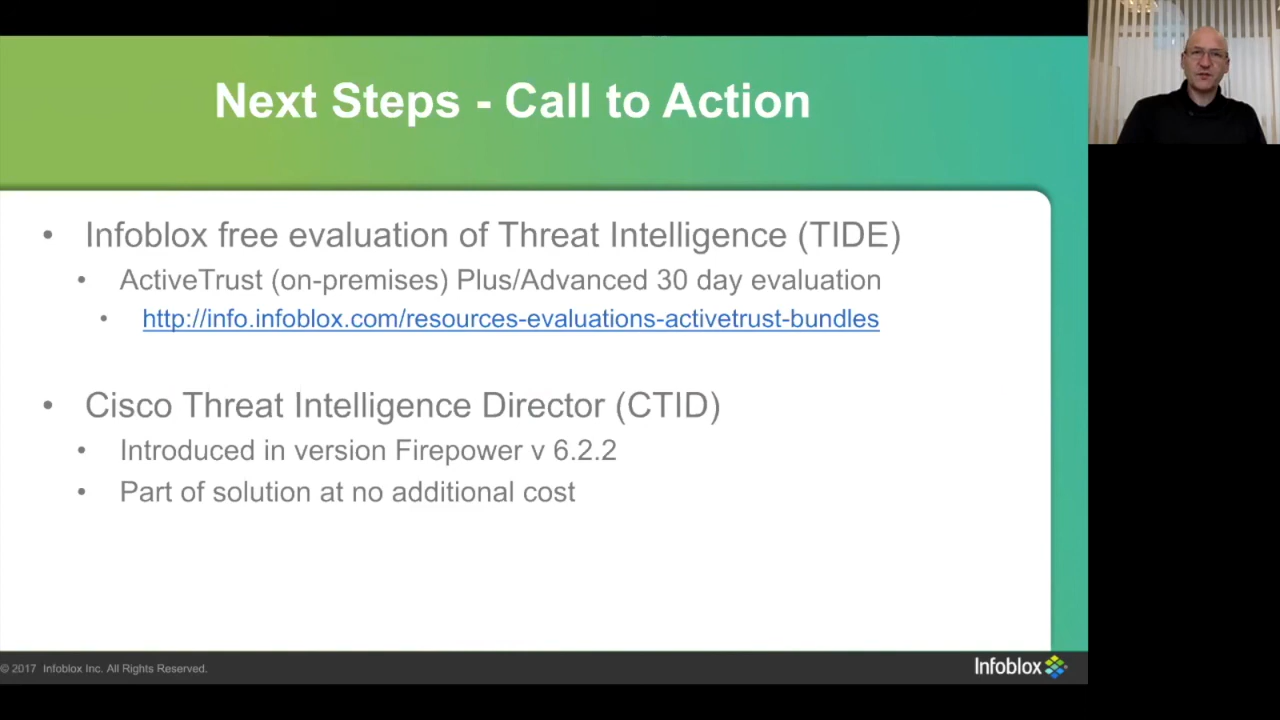 Next Steps - Call to Action
• Infoblox free evaluation of Threat Intelligence (TIDE)
• ActiveTrust (on-premises) Plus/Advanced 30 day evaluation
• http://info.infoblox.com/resources-evaluations-activetrust-bundles
• Cisco Threat Intelligence Director (CTID)
• Introduced in version Firepower v 6.2.2
• Part of solution at no additional cost
© 2017 Infoblox Inc. All Rights Reserved.
Infoblox